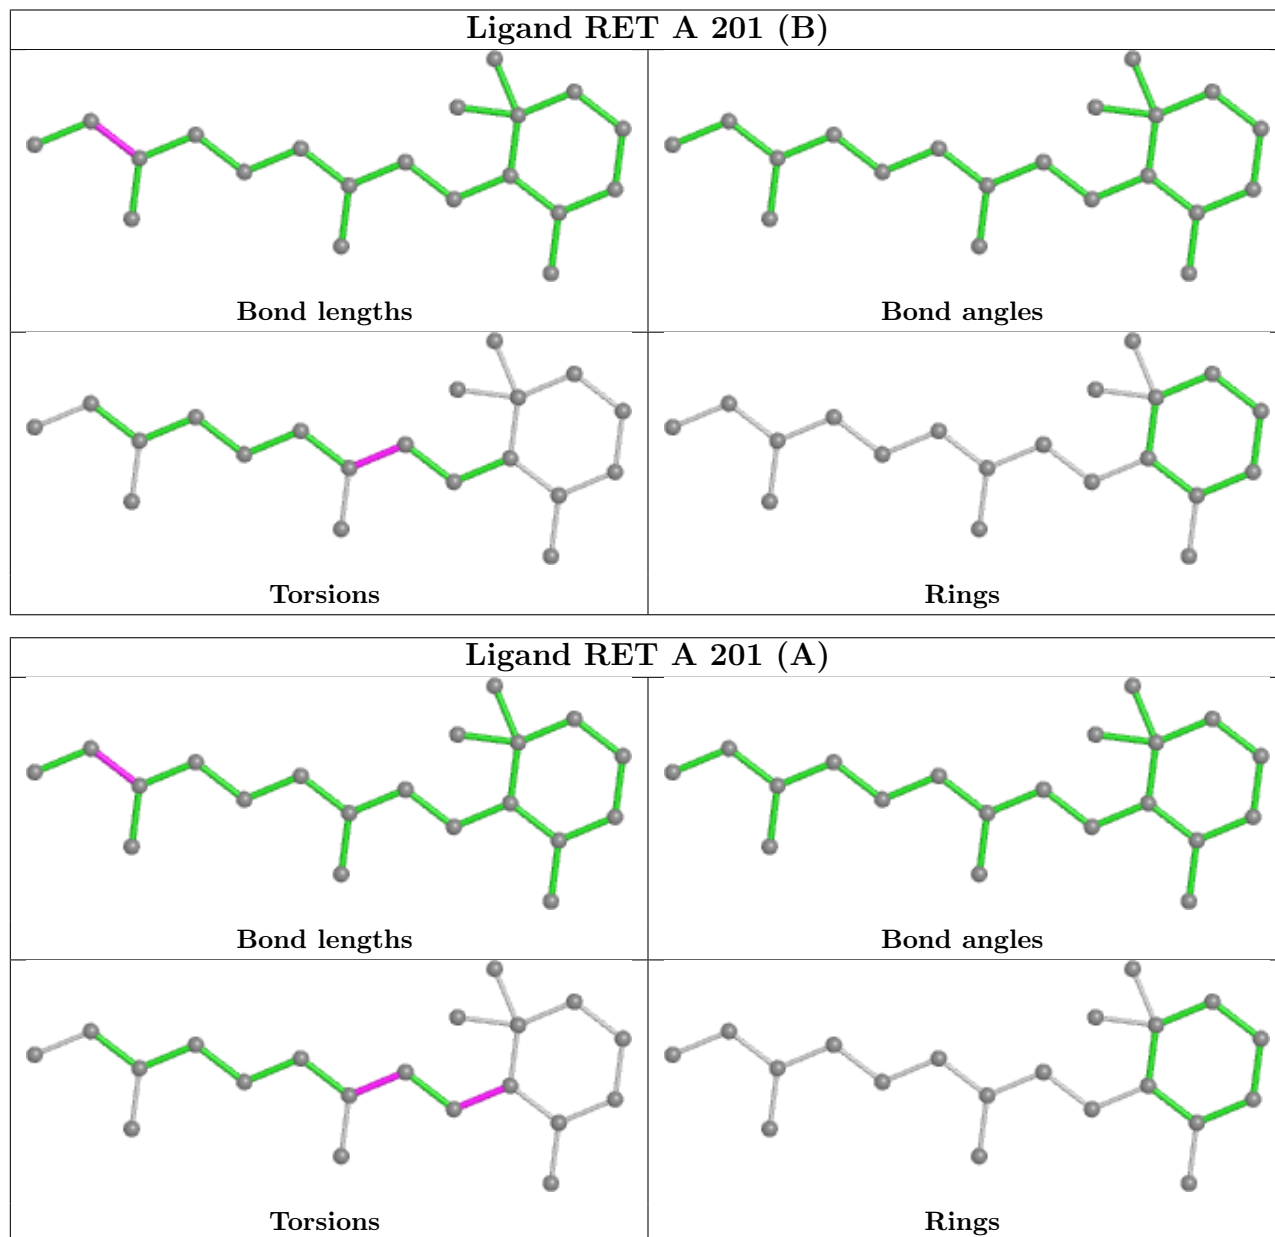 Ligand RET A 201 (B)
Bond lengths
Bond angles
Torsions
Rings
Ligand RET A 201 (A)
Bond lengths
Bond angles
Torsions
Rings